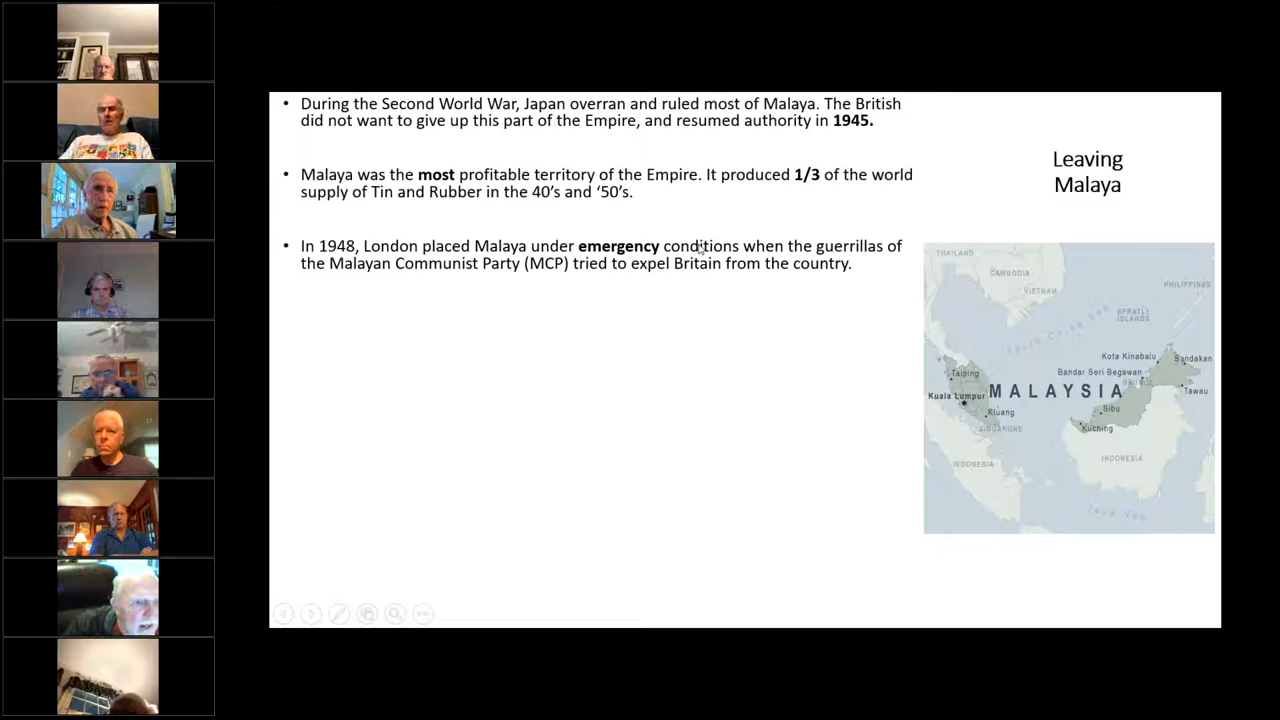 • During the Second World War, Japan overran and ruled most of Malaya. The British
did not want to give up this part of the Empire, and resumed authority in 1945.
• Malaya was the most profitable territory of the Empire. It produced 1/3 of the world
supply of Tin and Rubber in the 40’s and ‘50’s.
• In 1948, London placed Malaya under emergency conditions when the guerrillas of
the Malayan Communist Party (MCP) tried to expel Britain from the country.
Leaving
Malaya
THAILAND
CAMBODIA
VIETNAM
PHILIPPINES
SPRATLY
ISLANDS
South China Sea
Kota Kinabalu
Sandakan
Taiping
Bandar Seri Begawan
Kuala Lumpur
MALAYSIA
Tawau
Kluang
Sibu
SINGAPORE
Kuching
INDONESIA
INDONESIA